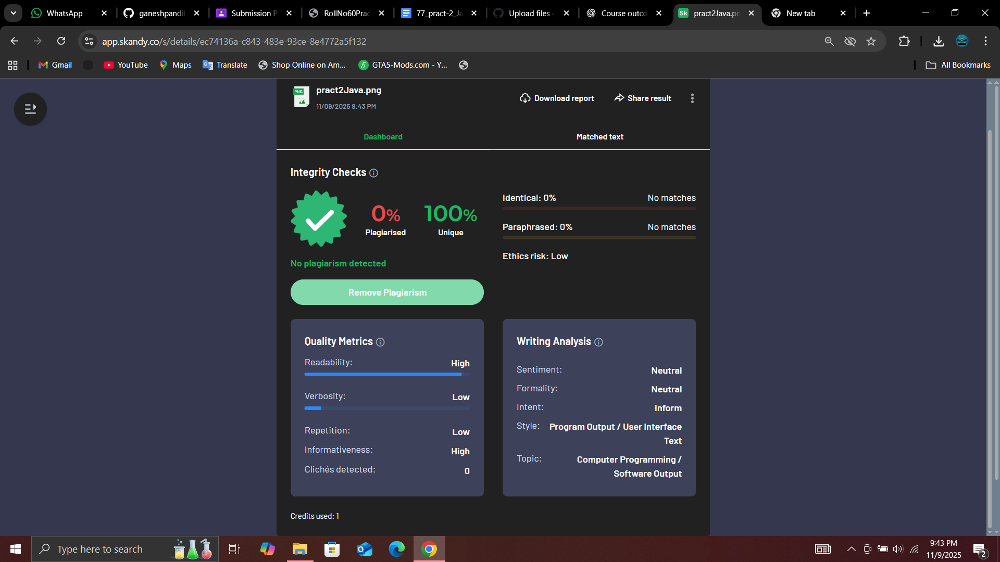 WhatsApp
ganeshpandi
Submission P
RollNo60Prac
77_pract-2_Ja
Upload files
Course outco
Sk
pract2Java.pn
New tab
app.skandy.co/s/details/ec74136a-c843-483e-93ce-8e4772a5f132
Gmail
YouTube
Maps
Translate
Shop Online on Am...
GTA5-Mods.com - Y...
All Bookmarks
PNG
pract2Java.png
11/09/2025 9:43 PM
Download report
Share result
Dashboard
Matched text
Integrity Checks
0%
Plagiarised
100%
Unique
No plagiarism detected
Remove Plagiarism
Identical: 0%
No matches
Paraphrased: 0%
No matches
Ethics risk: Low
Quality Metrics
Readability:
High
Verbosity:
Low
Repetition:
Low
Informativeness:
High
Clichés detected:
0
Writing Analysis
Sentiment:
Neutral
Formality:
Neutral
Intent:
Inform
Style:
Program Output / User Interface
Text
Topic:
Computer Programming /
Software Output
Credits used: 1
Type here to search
9:43 PM
11/9/2025
2